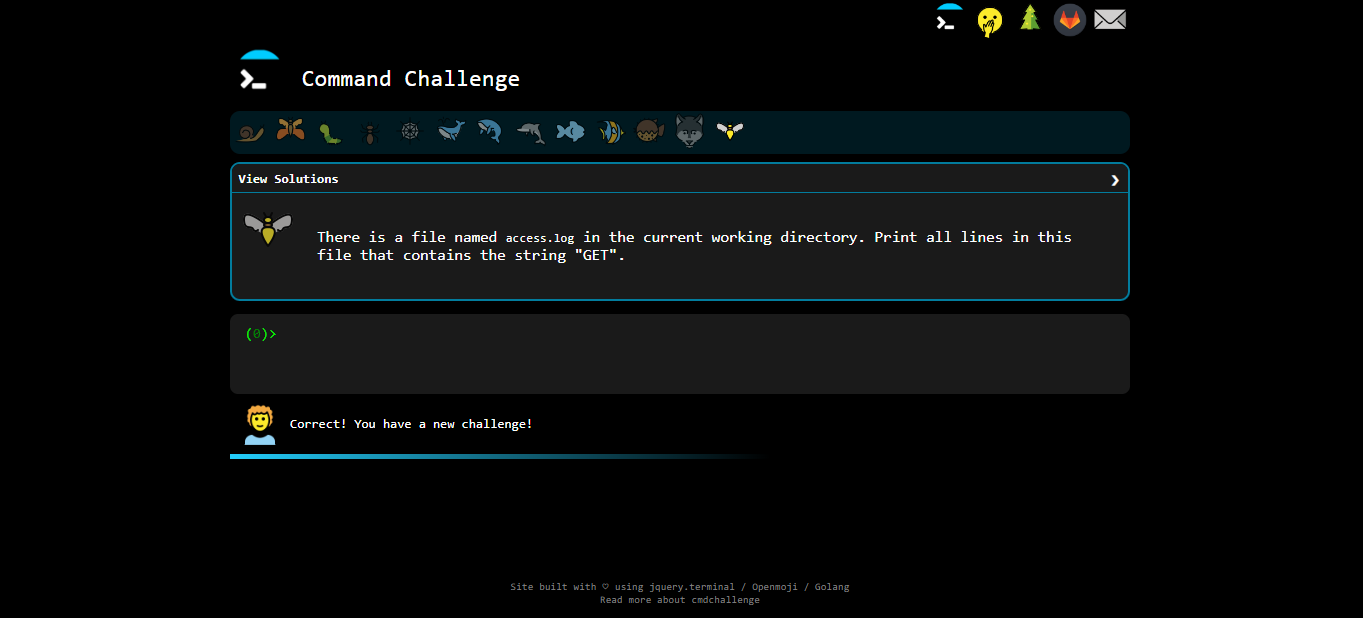 Command Challenge
View Solutions
There is a file named access.log in the current working directory. Print all lines in this
file that contains the string "GET".
(0)>
Correct! You have a new challenge!
Site built with ♡ using jquery.terminal / Openmoji / Golang
Read more about cmdchallenge